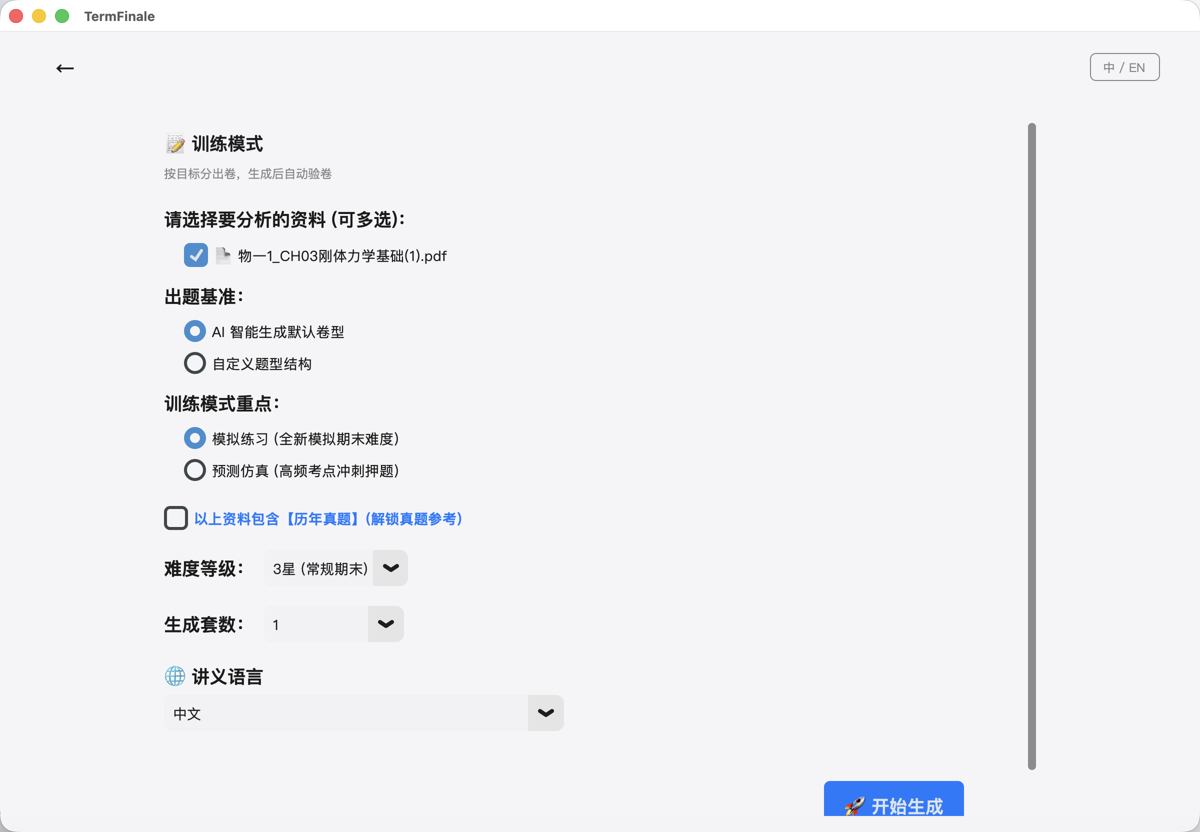 TermFinale
中 / EN
训练模式
按目标分出卷，生成后自动验卷
请选择要分析的资料 (可多选)：
物一1_CH03刚体力学基础(1).pdf
出题基准：
AI 智能生成默认卷型
自定义题型结构
训练模式重点：
模拟练习 (全新模拟期末难度)
预测仿真 (高频考点冲刺押题)
以上资料包含【历年真题】(解锁真题参考)
难度等级： 3星 (常规期末)
生成套数： 1
讲义语言
中文
开始生成